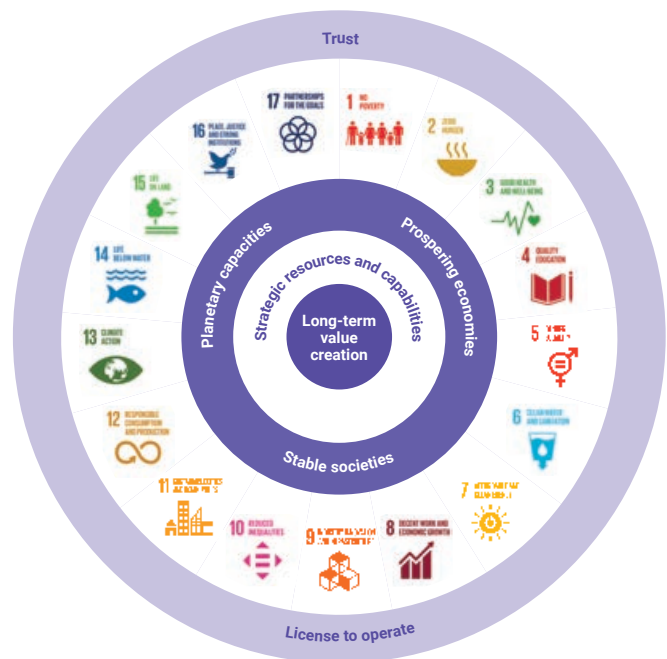 Trust
1 NO
POVERTY
2 ZERO
HUNGER
3 GOOD HEALTH
AND WELL-BEING
4 QUALITY
EDUCATION
5
6 CLEAN WATER
AND SANITATION
7
8 DECENT WORK AND
ECONOMIC GROWTH
9
10 REDUCED
INEQUALITIES
11
12 RESPONSIBLE
CONSUMPTION
AND PRODUCTION
13 CLIMATE
ACTION
14 LIFE
BELOW WATER
15 LIFE
ON LAND
16 PEACE, JUSTICE
AND STRONG
INSTITUTIONS
17 PARTNERSHIPS
FOR THE GOALS
Planetary capacities
Prospering economies
Stable societies
Strategic resources and capabilities
Long-term
value
creation
License to operate